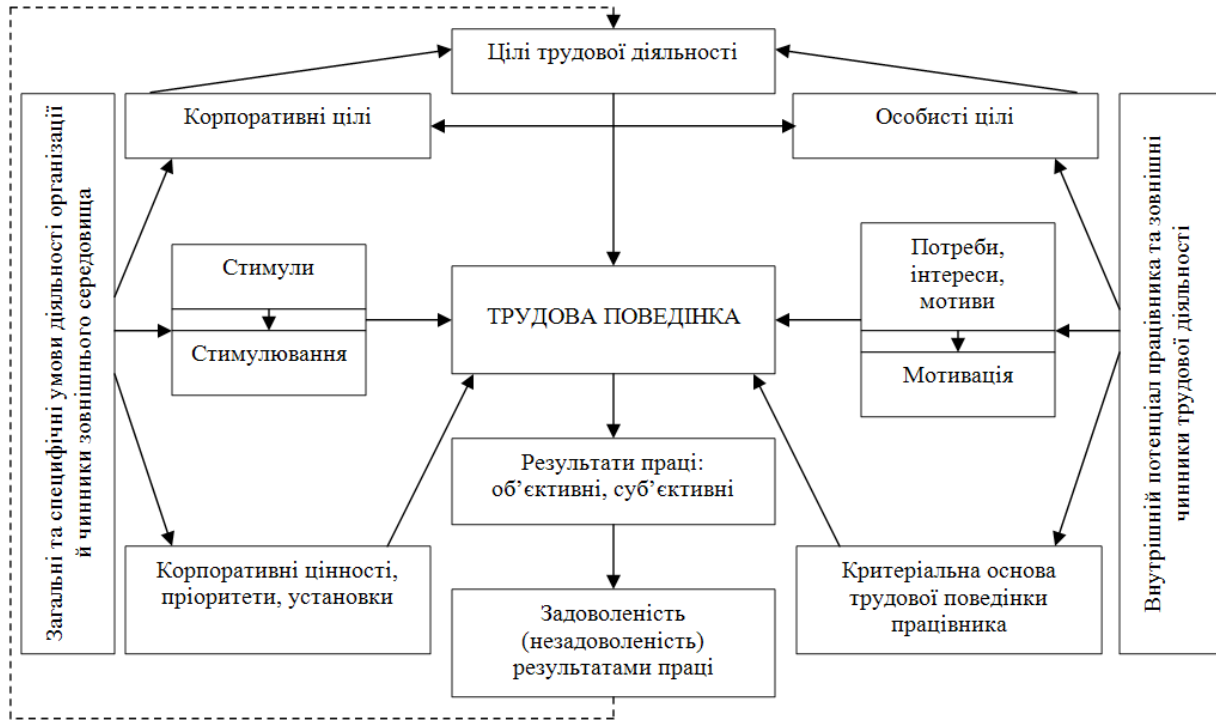 Цілі трудової діяльності
Корпоративні цілі
Особисті цілі
Загальні та специфічні умови діяльності організації
й чинники зовнішнього середовища
Стимули
Стимулювання
ТРУДОВА ПОВЕДІНКА
Потреби,
інтереси,
мотиви
Мотивація
Внутрішній потенціал працівника та зовнішні
чинники трудової діяльності
Результати праці:
об’єктивні, суб’єктивні
Корпоративні цінності,
пріоритети, установки
Критеріальна основа
трудової поведінки
працівника
Задоволеність
(незадоволеність)
результатами праці